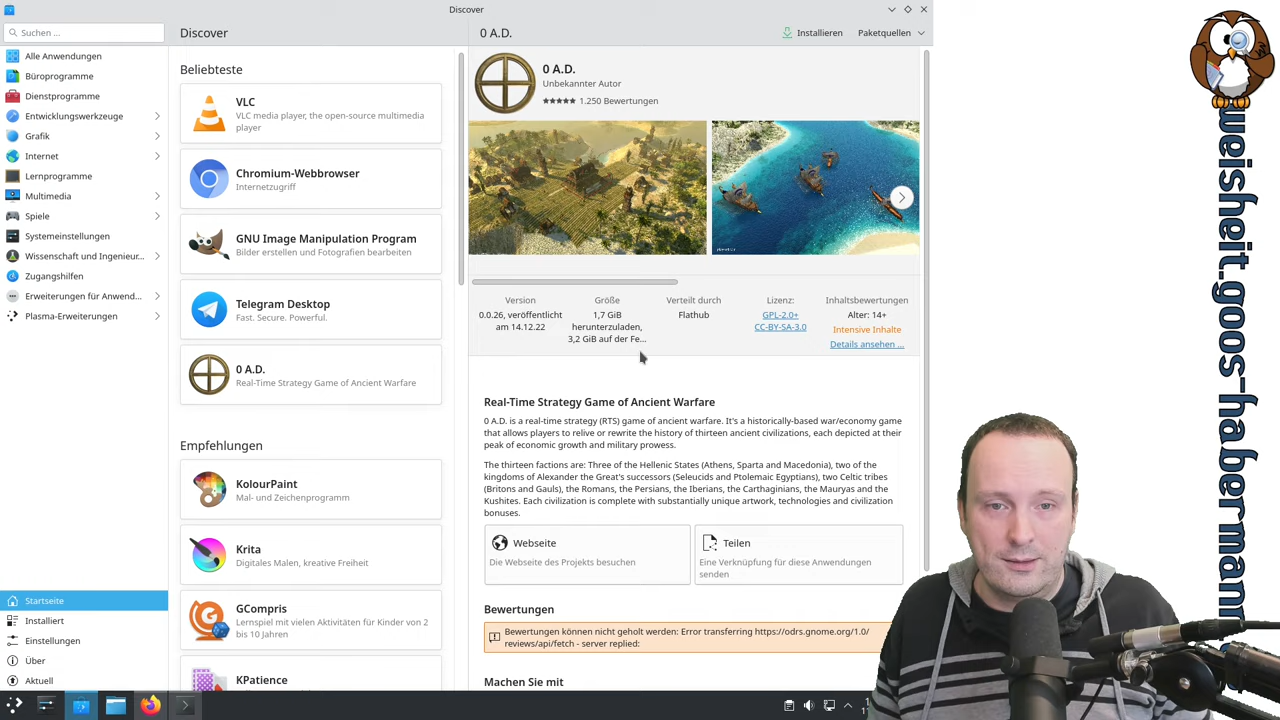 Discover
Suchen ...
Discover
0 A.D.
Installieren
Paketquellen
Alle Anwendungen
Büroprogramme
Dienstprogramme
Entwicklungswerkzeuge
Grafik
Internet
Lernprogramme
Multimedia
Spiele
Systemeinstellungen
Wissenschaft und Ingenieur...
Zugangshilfen
Erweiterungen für Anwend...
Plasma-Erweiterungen
Startseite
Installiert
Einstellungen
Über
Aktuell
Beliebteste
VLC
VLC media player, the open-source multimedia
player
Chromium-Webbrowser
Internetzugriff
GNU Image Manipulation Program
Bilder erstellen und Fotografien bearbeiten
Telegram Desktop
Fast. Secure. Powerful.
0 A.D.
Real-Time Strategy Game of Ancient Warfare
Empfehlungen
KolourPaint
Mal- und Zeichenprogramm
Krita
Digitales Malen, kreative Freiheit
GCompris
Lernspiel mit vielen Aktivitäten für Kinder von 2
bis 10 Jahren
KPatience
0 A.D.
Unbekannter Autor
1.250 Bewertungen
Version
0.0.26, veröffentlicht
am 14.12.22
Größe
1,7 GiB
herunterzuladen,
3,2 GiB auf der Fe...
Verteilt durch
Flathub
Lizenz:
GPL-2.0+
CC-BY-SA-3.0
Inhaltsbewertungen
Alter: 14+
Intensive Inhalte
Details ansehen ...
Real-Time Strategy Game of Ancient Warfare
0 A.D. is a real-time strategy (RTS) game of ancient warfare. It's a historically-based war/economy game
that allows players to relive or rewrite the history of thirteen ancient civilizations, each depicted at their
peak of economic growth and military prowess.
The thirteen factions are: Three of the Hellenic States (Athens, Sparta and Macedonia), two of the
kingdoms of Alexander the Great's successors (Seleucids and Ptolemaic Egyptians), two Celtic tribes
(Britons and Gauls), the Romans, the Persians, the Iberians, the Carthaginians, the Mauryas and the
Kushites. Each civilization is complete with substantially unique artwork, technologies and civilization
bonuses.
Webseite
Die Webseite des Projekts besuchen
Teilen
Eine Verknüpfung für diese Anwendungen
senden
Bewertungen
Bewertungen können nicht geholt werden: Error transferring https://odrs.gnome.org/1.0/
reviews/api/fetch - server replied:
Machen Sie mit
weisheit.goos-habermann.